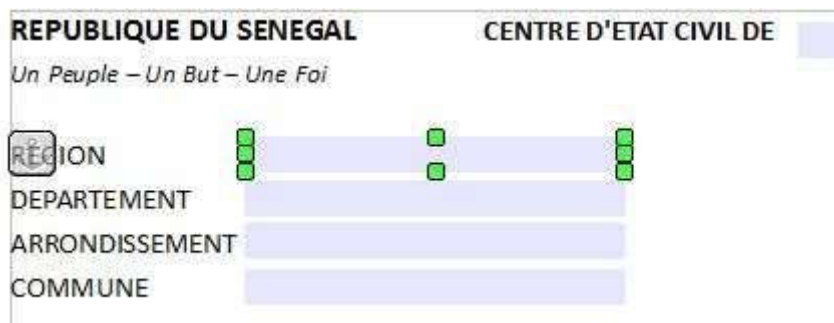 REPUBLIQUE DU SENEGAL CENTRE D'ETAT CIVIL DE
Un Peuple – Un But – Une Foi
REGION
DEPARTEMENT
ARRONDISSEMENT
COMMUNE